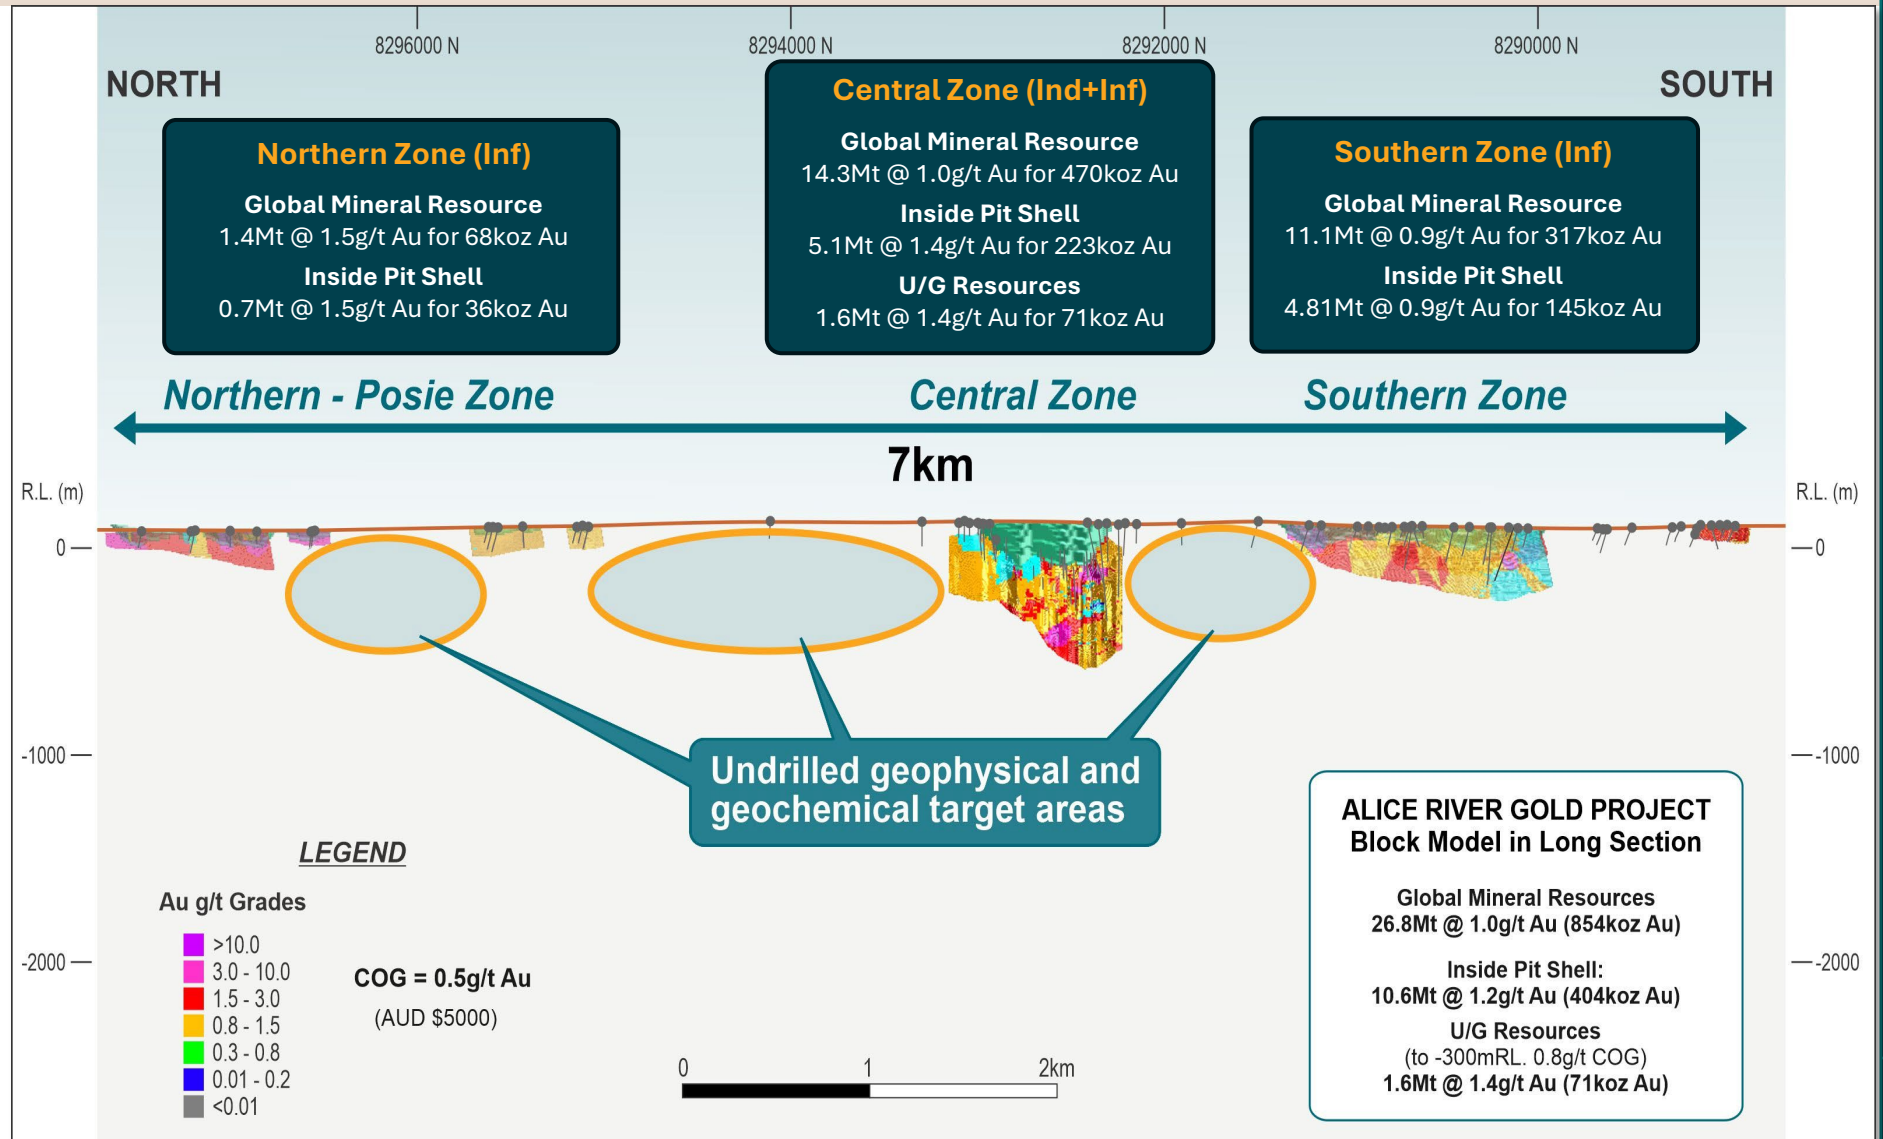 8296000 N
8294000 N
8292000 N
8290000 N
NORTH
SOUTH
Northern Zone (Inf)
Global Mineral Resource
1.4Mt @ 1.5g/t Au for 68koz Au
Inside Pit Shell
0.7Mt @ 1.5g/t Au for 36koz Au
Central Zone (Ind+Inf)
Global Mineral Resource
14.3Mt @ 1.0g/t Au for 470koz Au
Inside Pit Shell
5.1Mt @ 1.4g/t Au for 223koz Au
U/G Resources
1.6Mt @ 1.4g/t Au for 71koz Au
Southern Zone (Inf)
Global Mineral Resource
11.1Mt @ 0.9g/t Au for 317koz Au
Inside Pit Shell
4.81Mt @ 0.9g/t Au for 145koz Au
Northern - Posie Zone
Central Zone
Southern Zone
7km
R.L. (m)
R.L. (m)
0
0
-1000
-1000
-2000
-2000
Undrilled geophysical and
geochemical target areas
LEGEND
Au g/t Grades
>10.0
3.0 - 10.0
1.5 - 3.0
0.8 - 1.5
0.3 - 0.8
0.01 - 0.2
<0.01
COG = 0.5g/t Au
(AUD $5000)
0
1
2km
ALICE RIVER GOLD PROJECT
Block Model in Long Section
Global Mineral Resources
26.8Mt @ 1.0g/t Au (854koz Au)
Inside Pit Shell:
10.6Mt @ 1.2g/t Au (404koz Au)
U/G Resources
(to -300mRL. 0.8g/t COG)
1.6Mt @ 1.4g/t Au (71koz Au)